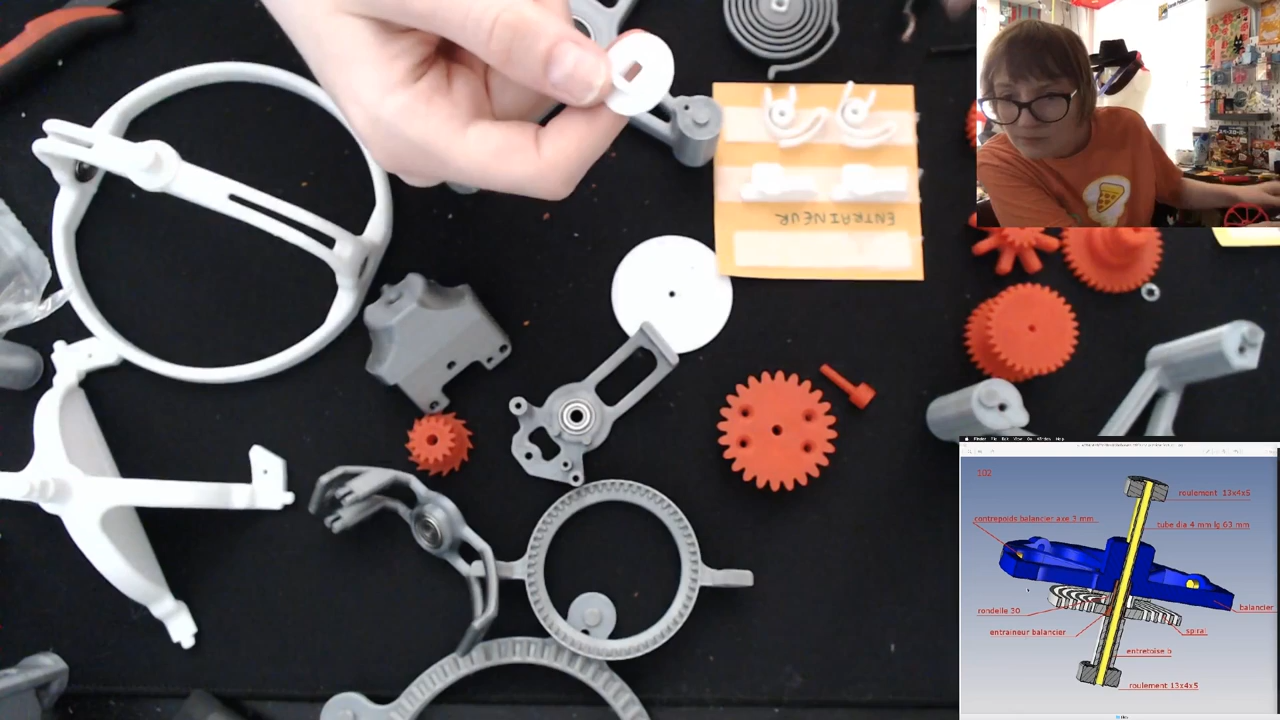 ENTRAINEUR
102
roulement 13x4x5
contrepoids balancier axe 3 mm
tube dia 4 mm lg 63 mm
rondelle 30
balancier
entraineur balancier
spiral
entretoise b
roulement 13x4x5